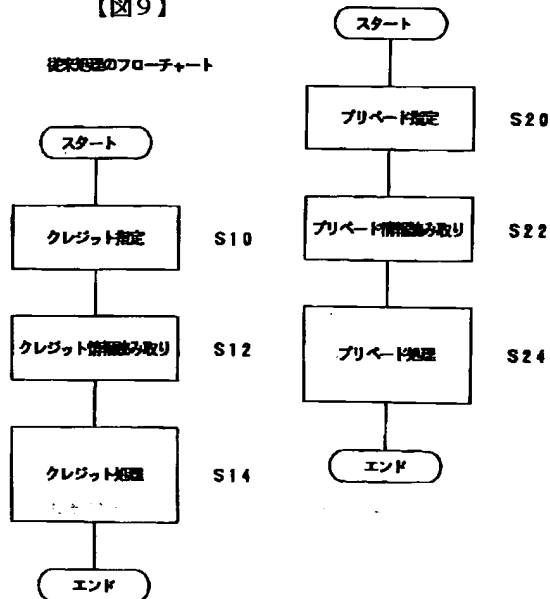 【図9】
従来処理のフローチャート
スタート
クレジット指定 S10
クレジット情報読み取り S12
クレジット処理 S14
エンド
スタート
プリペード指定 S20
プリペード情報読み取り S22
プリペード処理 S24
エンド